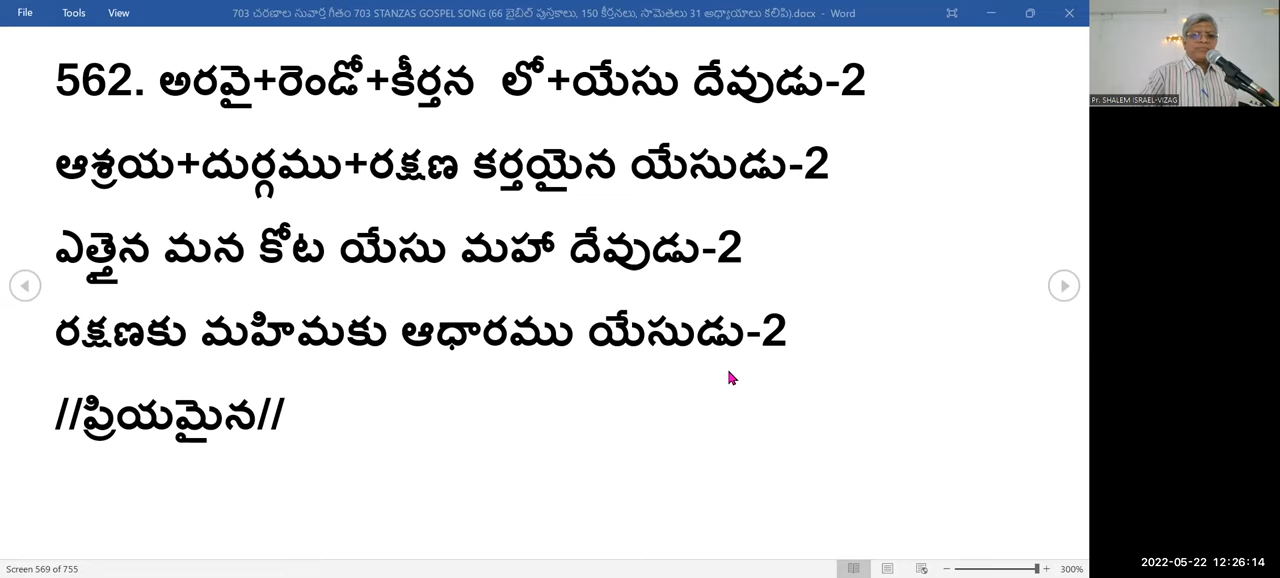 File Tools View 703 చరణాల సువార్త గీతం 703 STANZAS GOSPEL SONG (66 బైబిల్ పుస్తకాలు, 150 కీర్తనలు, సామెతలు 31 అధ్యాయాలు కలిపి).docx - Word
562. అరవై+రెండో+కీర్తన లో+యేసు దేవుడు-2
ఆశ్రయ+దుర్గము+రక్షణ కర్తయైన యేసుడు-2
ఎత్తైన మన కోట యేసు మహా దేవుడు-2
రక్షణకు మహిమకు ఆధారము యేసుడు-2
//ప్రియమైన//
Pr. SHALEM ISRAEL-VIZAG
2022-05-22 12:26:14
Screen 569 of 755
300%